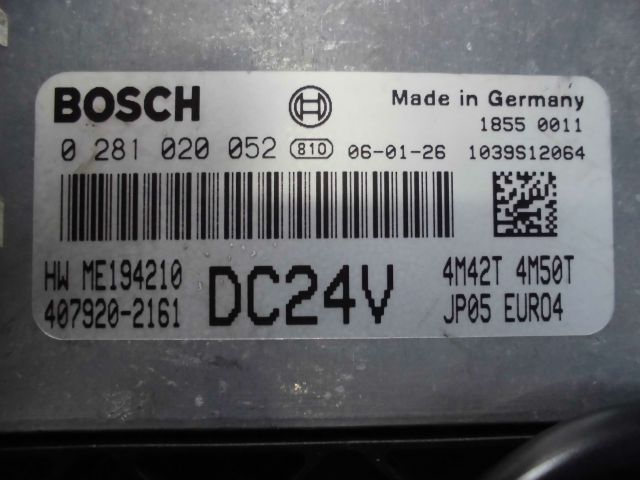 BOSCH Made in Germany
1855 0011
0 281 020 052 810 06-01-26 1039S12064
HW ME194210 DC24V 4M42T 4M50T
407920-2161 JP05 EURO4